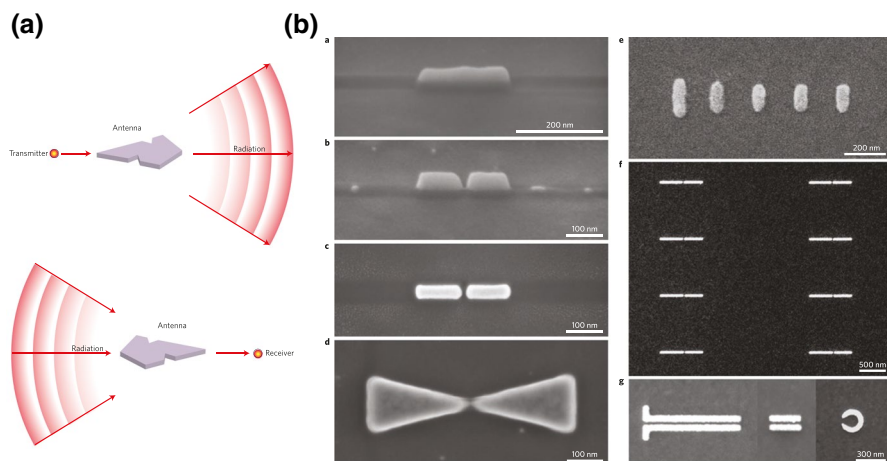 (a)
Antenna
Transmitter
Radiation
Antenna
Radiation
Receiver
(b)
a
200 nm
b
100 nm
c
100 nm
d
100 nm
e
200 nm
f
500 nm
g
300 nm